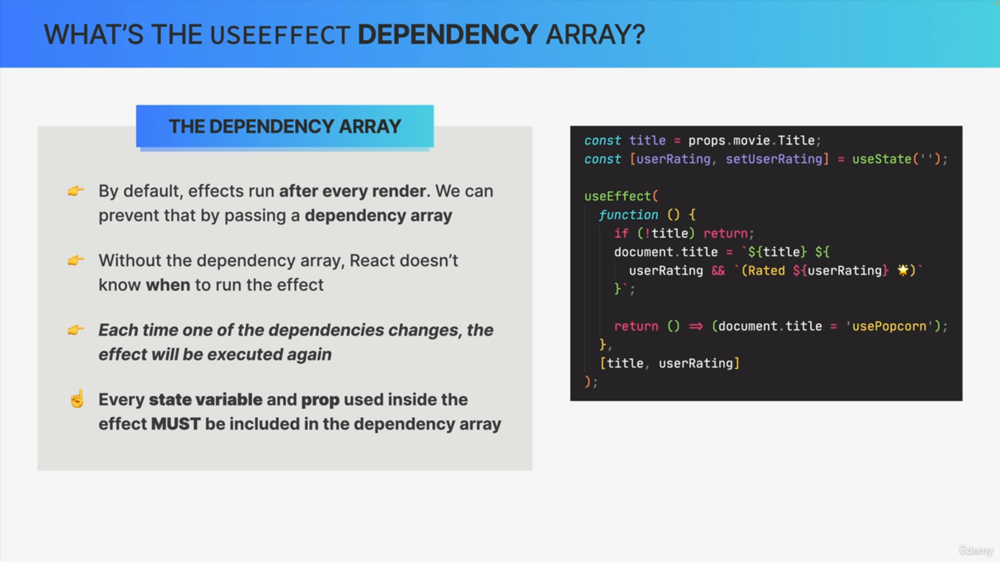 WHAT'S THE USEEFFECT DEPENDENCY ARRAY?
THE DEPENDENCY ARRAY
👉 By default, effects run after every render. We can
prevent that by passing a dependency array
👉 Without the dependency array, React doesn't
know when to run the effect
👉 Each time one of the dependencies changes, the
effect will be executed again
☝️ Every state variable and prop used inside the
effect MUST be included in the dependency array
const title = props.movie.Title;
const [userRating, setUserRating] = useState('');
useEffect(
function () {
if (!title) return;
document.title = `${title} ${
userRating && `(Rated ${userRating} 🌟)`
}`;
return () => (document.title = 'usePopcorn');
},
[title, userRating]
);
ûdemy